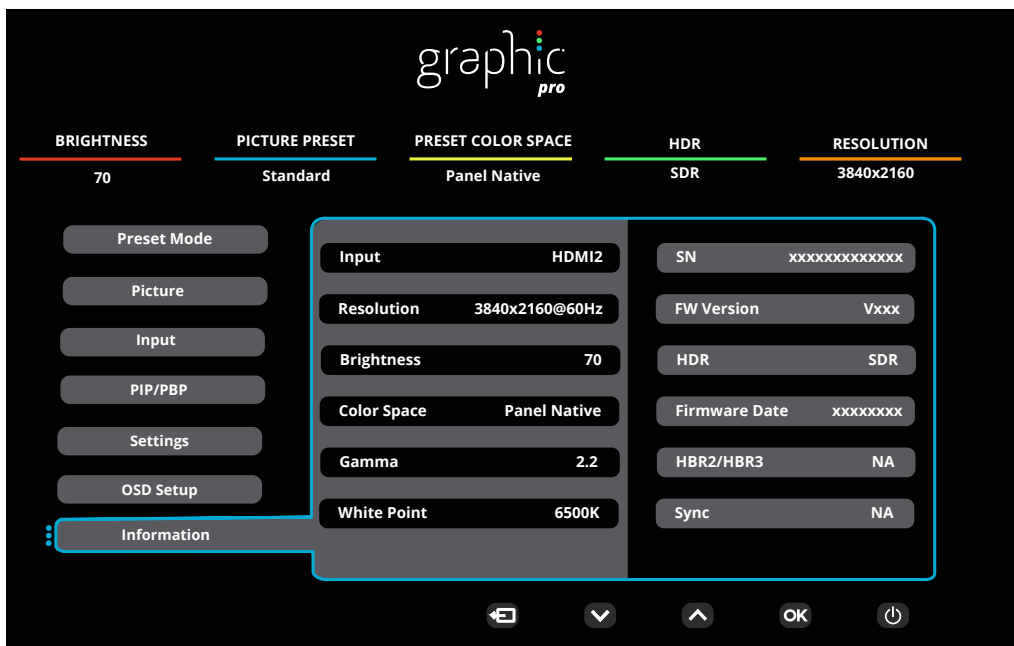 graphic
pro
BRIGHTNESS PICTURE PRESET PRESET COLOR SPACE HDR RESOLUTION
70 Standard Panel Native SDR 3840x2160
Preset Mode
Picture
Input
PIP/PBP
Settings
OSD Setup
Information
Input HDMI2
Resolution 3840x2160@60Hz
Brightness 70
Color Space Panel Native
Gamma 2.2
White Point 6500K
SN xxxxxxxxxxxxx
FW Version Vxxx
HDR SDR
Firmware Date xxxxxxxx
HBR2/HBR3 NA
Sync NA
OK